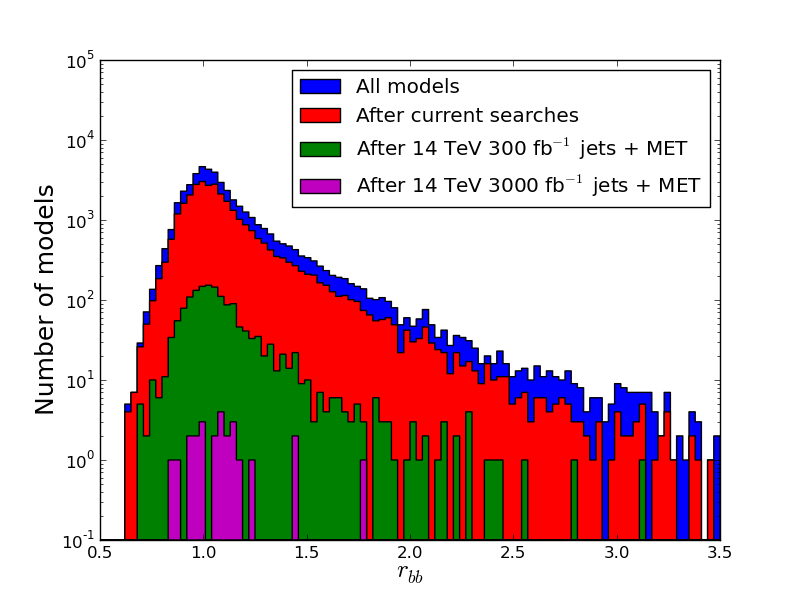 10^5
10^4
10^3
10^2
10^1
10^0
10^-1
Number of models
All models
After current searches
After 14 TeV 300 fb^−1 jets + MET
After 14 TeV 3000 fb^−1 jets + MET
0.5 1.0 1.5 2.0 2.5 3.0 3.5
r_bb